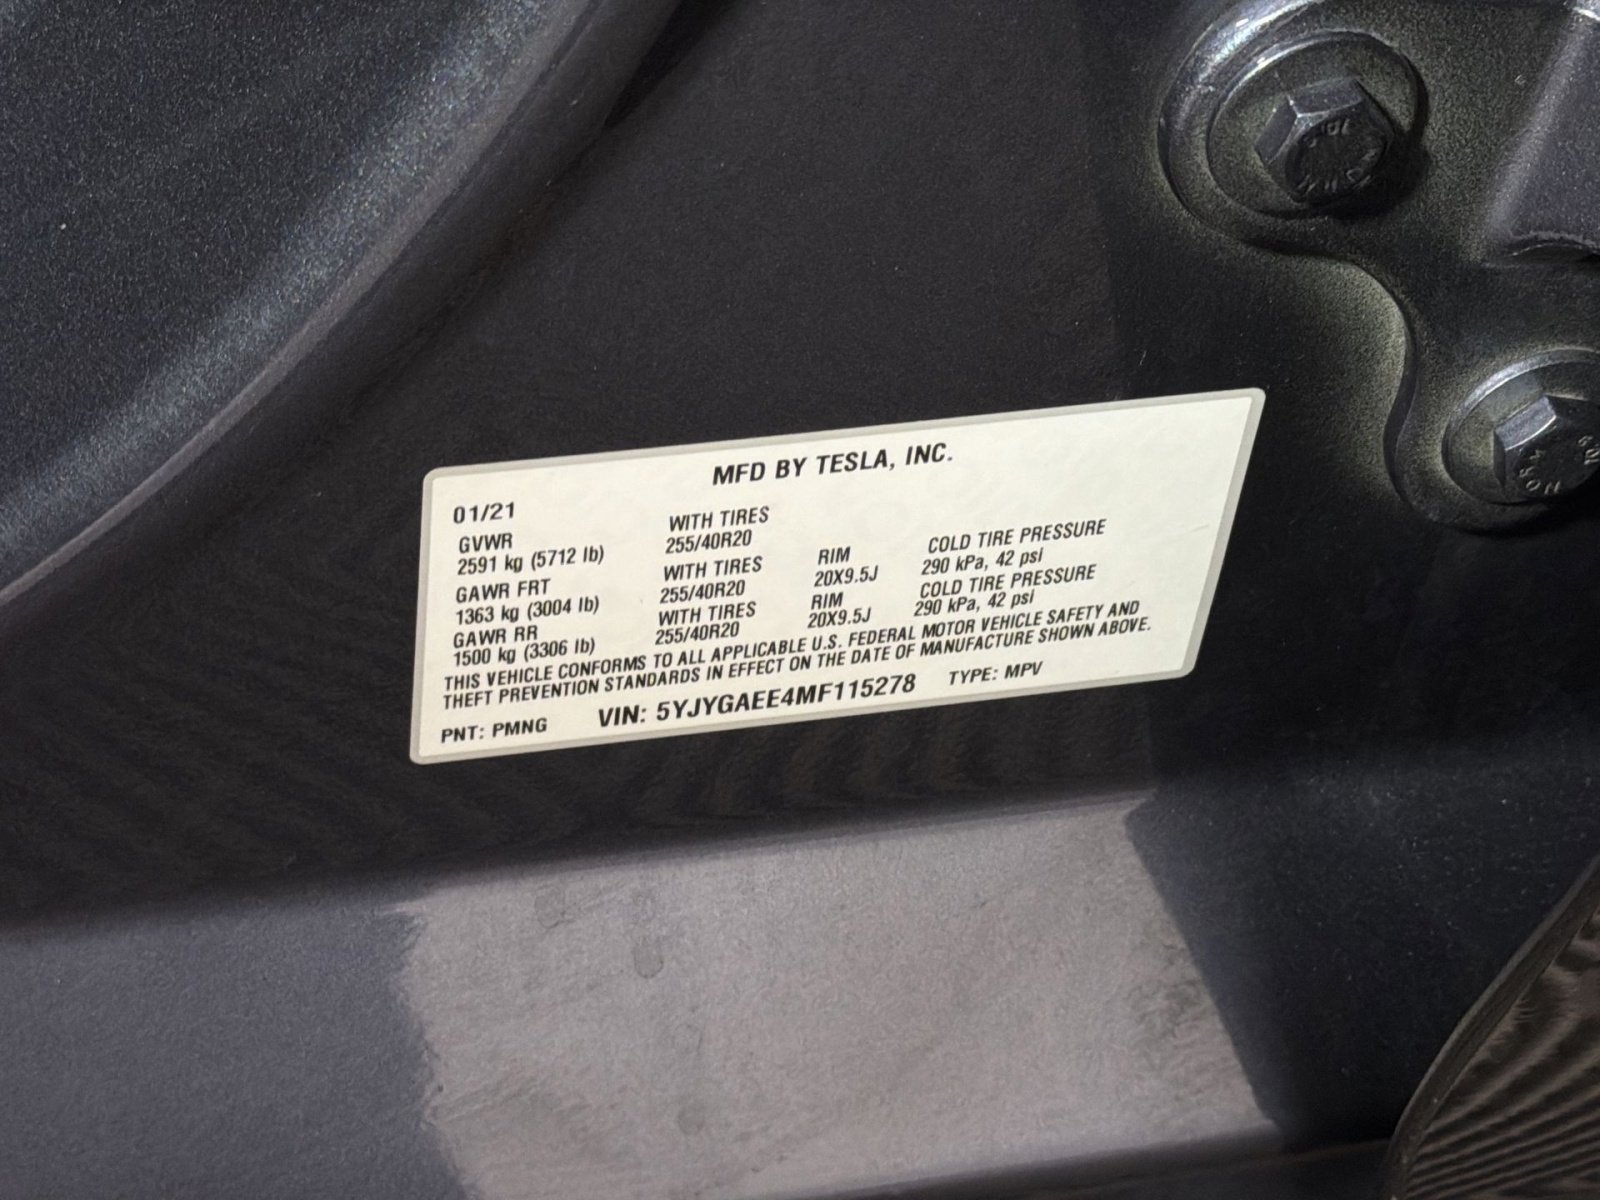 MFD BY TESLA, INC.
01/21
GVWR WITH TIRES
2591 kg (5712 lb) 255/40R20
GAWR FRT WITH TIRES RIM COLD TIRE PRESSURE
1363 kg (3004 lb) 255/40R20 20X9.5J 290 kPa, 42 psi
GAWR RR WITH TIRES RIM COLD TIRE PRESSURE
1500 kg (3306 lb) 255/40R20 20X9.5J 290 kPa, 42 psi
THIS VEHICLE CONFORMS TO ALL APPLICABLE U.S. FEDERAL MOTOR VEHICLE SAFETY AND
THEFT PREVENTION STANDARDS IN EFFECT ON THE DATE OF MANUFACTURE SHOWN ABOVE.
PNT: PMNG VIN: 5YJYGAEE4MF115278 TYPE: MPV